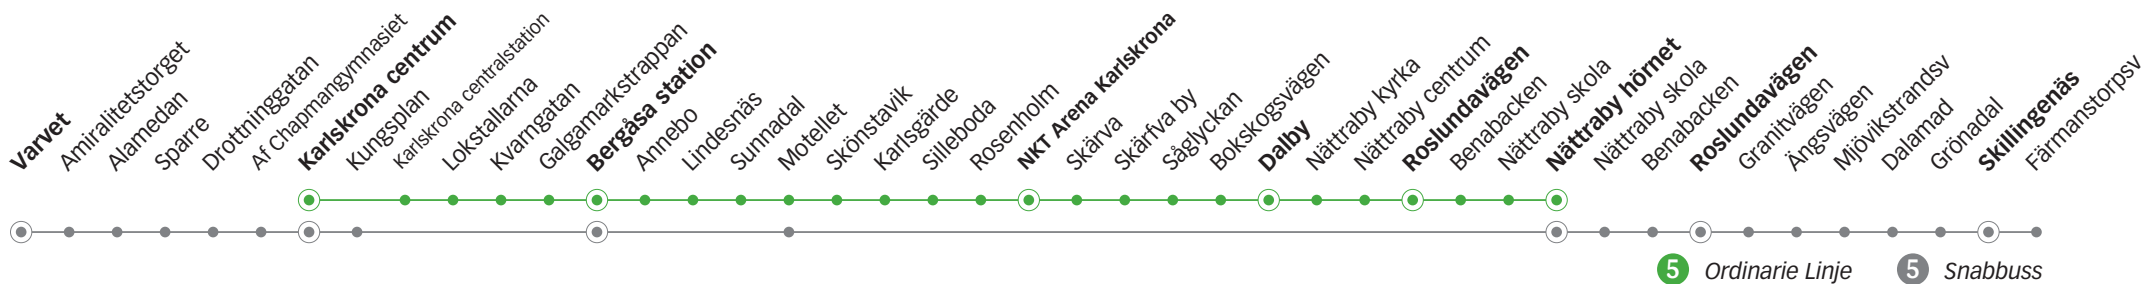 Varvet
Amiralitetstorget
Alamedan
Sparre
Drottninggatan
Af Chapmangymnasiet
Karlskrona centrum
Kungsplan
Karlskrona centralstation
Lokstallarna
Kvarngatan
Galgamarkstrappan
Bergåsa station
Annebo
Lindesnäs
Sunnadal
Motellet
Skönstavik
Karlsgärde
Silleboda
Rosenholm
NKT Arena Karlskrona
Skärva
Skärfva by
Såglyckan
Bokskogsvägen
Dalby
Nättraby kyrka
Nättraby centrum
Roslundavägen
Benabacken
Nättraby skola
Nättraby hörnet
Nättraby skola
Benabacken
Roslundavägen
Granitvägen
Ängsvägen
Mjövikstrandsv
Dalamad
Grönadal
Skillingenäs
Färmanstorpsv
5 Ordinarie Linje
5 Snabbuss